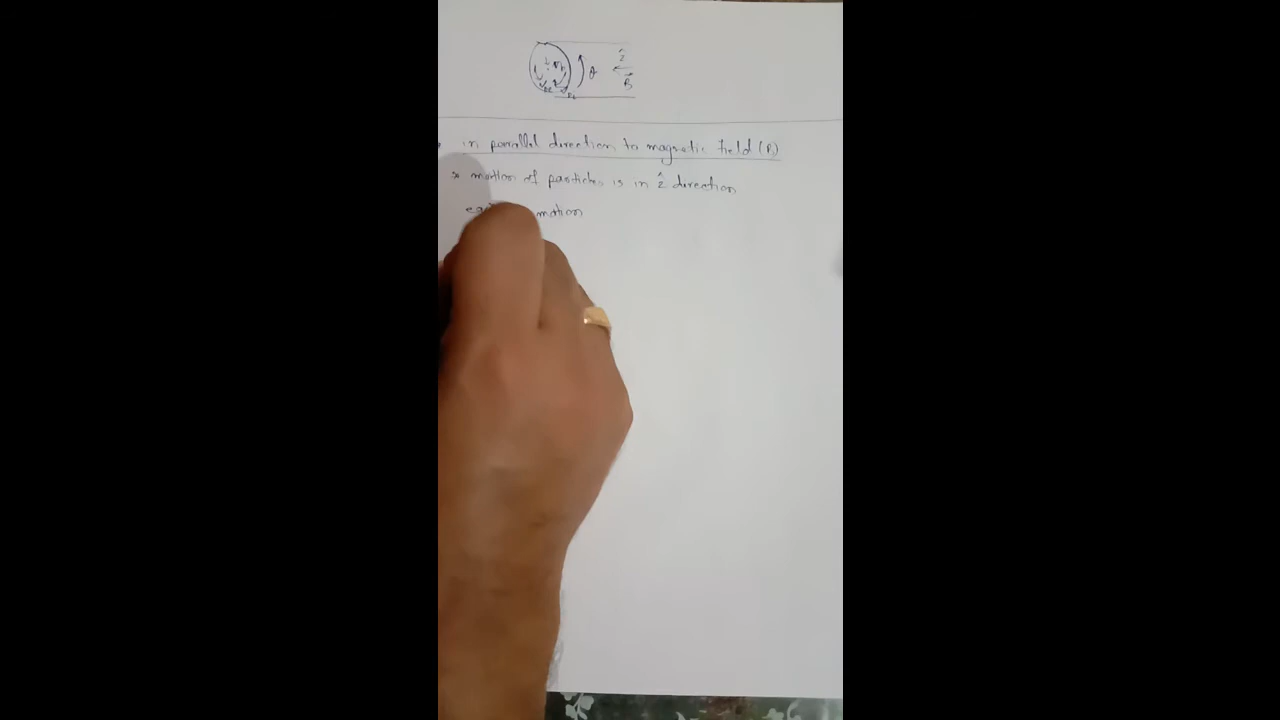 θ ẑ
B
in parallel direction to magnetic field (B)
* motion of particles is in ẑ direction
motion